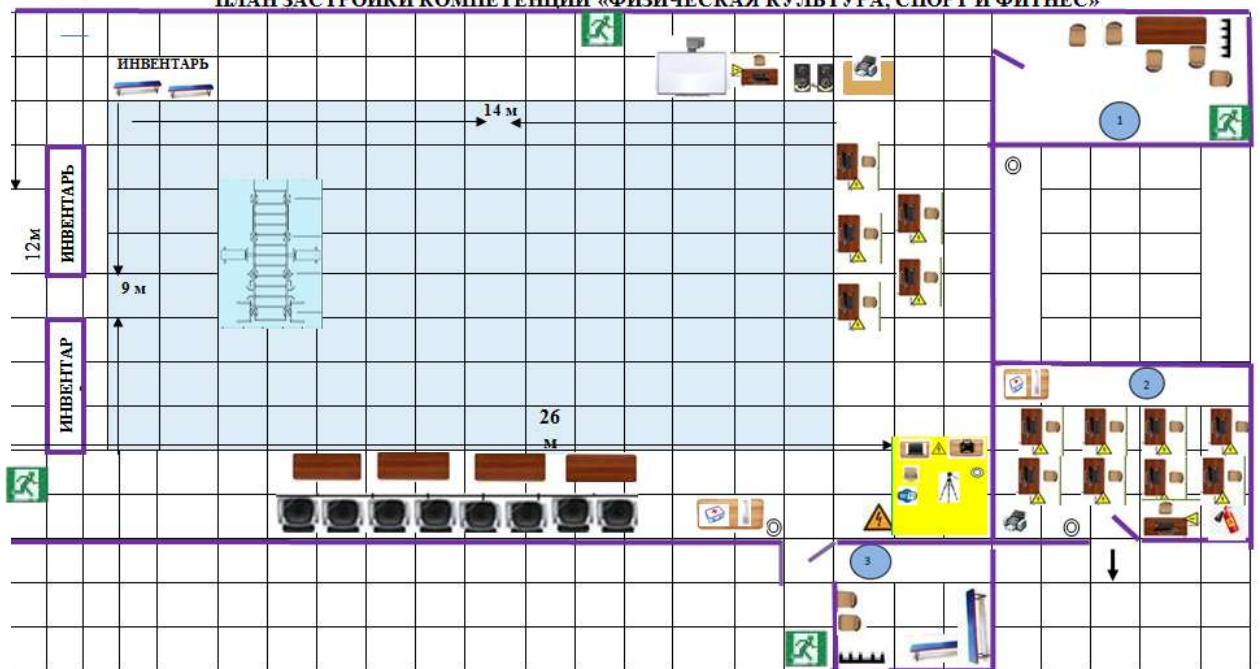 ПЛАН ЗАСТРОЙКИ КОМПЕТЕНЦИИ «ФИЗИЧЕСКАЯ КУЛЬТУРА, СПОРТ И ФИТНЕС»
ИНВЕНТАРЬ
14 м
1
ИНВЕНТАРЬ
12м
9 м
ИНВЕНТАР
2
26
м
3